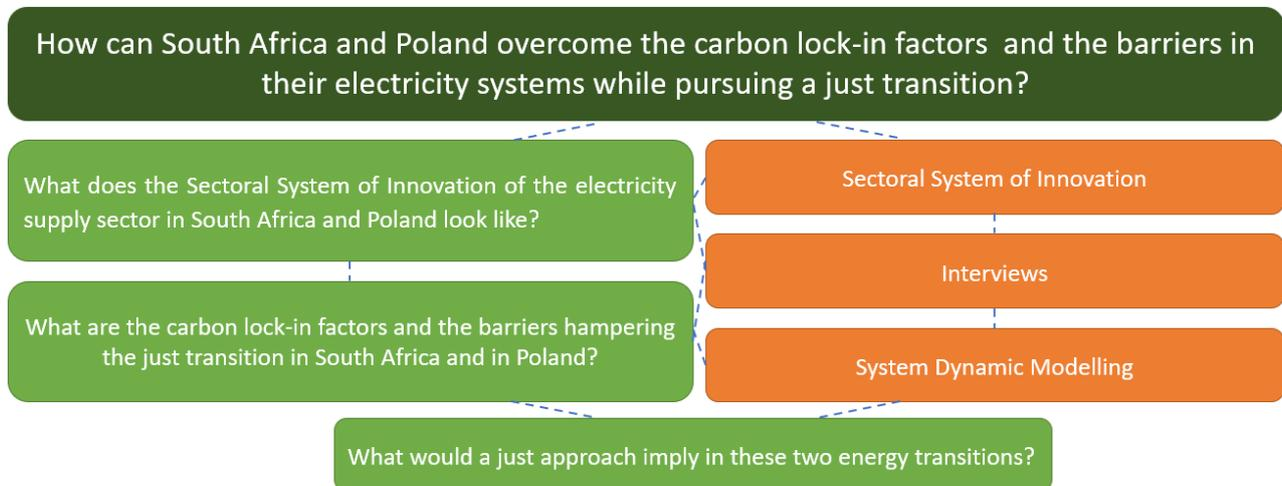 How can South Africa and Poland overcome the carbon lock-in factors and the barriers in
their electricity systems while pursuing a just transition?
What does the Sectoral System of Innovation of the electricity
supply sector in South Africa and Poland look like?
What are the carbon lock-in factors and the barriers hampering
the just transition in South Africa and in Poland?
Sectoral System of Innovation
Interviews
System Dynamic Modelling
What would a just approach imply in these two energy transitions?